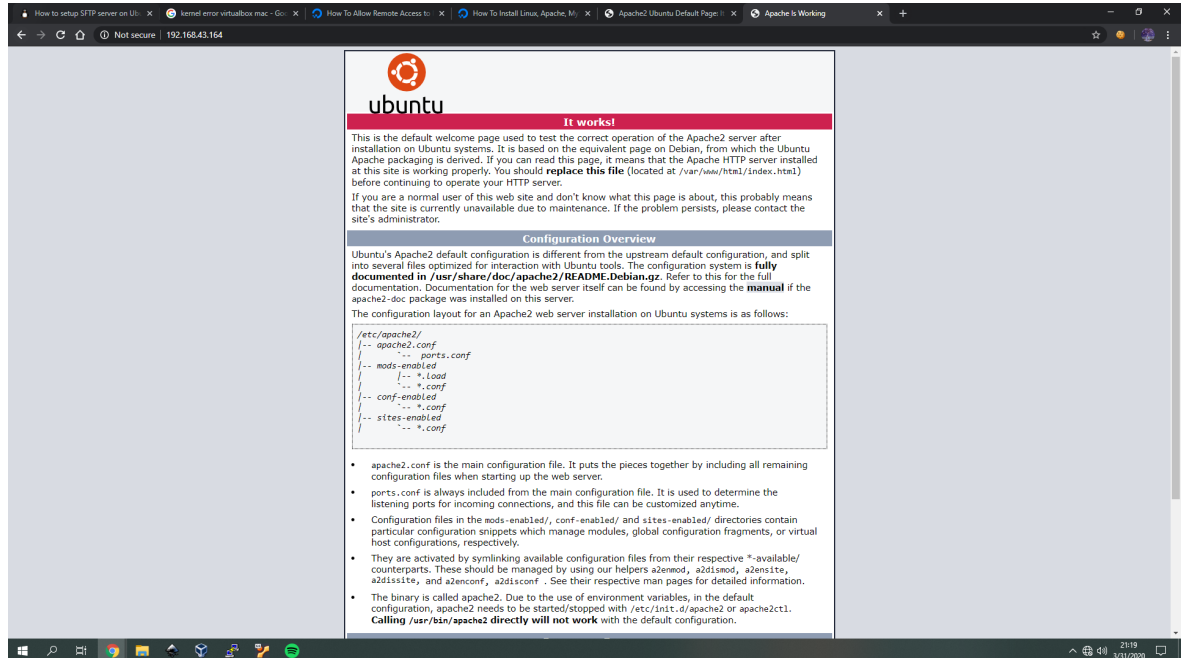 How to setup SFTP server on Ub
kernel error virtualbox mac - Goo
How To Allow Remote Access to
How To Install Linux, Apache, My
Apache2 Ubuntu Default Page: It
Apache Is Working
Not secure | 192.168.43.164
ubuntu
It works!
This is the default welcome page used to test the correct operation of the Apache2 server after
installation on Ubuntu systems. It is based on the equivalent page on Debian, from which the Ubuntu
Apache packaging is derived. If you can read this page, it means that the Apache HTTP server installed
at this site is working properly. You should replace this file (located at /var/www/html/index.html)
before continuing to operate your HTTP server.
If you are a normal user of this web site and don't know what this page is about, this probably means
that the site is currently unavailable due to maintenance. If the problem persists, please contact the
site's administrator.
Configuration Overview
Ubuntu's Apache2 default configuration is different from the upstream default configuration, and split
into several files optimized for interaction with Ubuntu tools. The configuration system is fully
documented in /usr/share/doc/apache2/README.Debian.gz. Refer to this for the full
documentation. Documentation for the web server itself can be found by accessing the manual if the
apache2-doc package was installed on this server.
The configuration layout for an Apache2 web server installation on Ubuntu systems is as follows:
/etc/apache2/
|-- apache2.conf
|       `--  ports.conf
|-- mods-enabled
|       |-- *.load
|       `-- *.conf
|-- conf-enabled
|       `-- *.conf
|-- sites-enabled
|       `-- *.conf
• apache2.conf is the main configuration file. It puts the pieces together by including all remaining
configuration files when starting up the web server.
• ports.conf is always included from the main configuration file. It is used to determine the
listening ports for incoming connections, and this file can be customized anytime.
• Configuration files in the mods-enabled/, conf-enabled/ and sites-enabled/ directories contain
particular configuration snippets which manage modules, global configuration fragments, or virtual
host configurations, respectively.
• They are activated by symlinking available configuration files from their respective *-available/
counterparts. These should be managed by using our helpers a2enmod, a2dismod, a2ensite,
a2dissite, and a2enconf, a2disconf . See their respective man pages for detailed information.
• The binary is called apache2. Due to the use of environment variables, in the default
configuration, apache2 needs to be started/stopped with /etc/init.d/apache2 or apache2ctl.
Calling /usr/bin/apache2 directly will not work with the default configuration.
21:19
3/31/2020